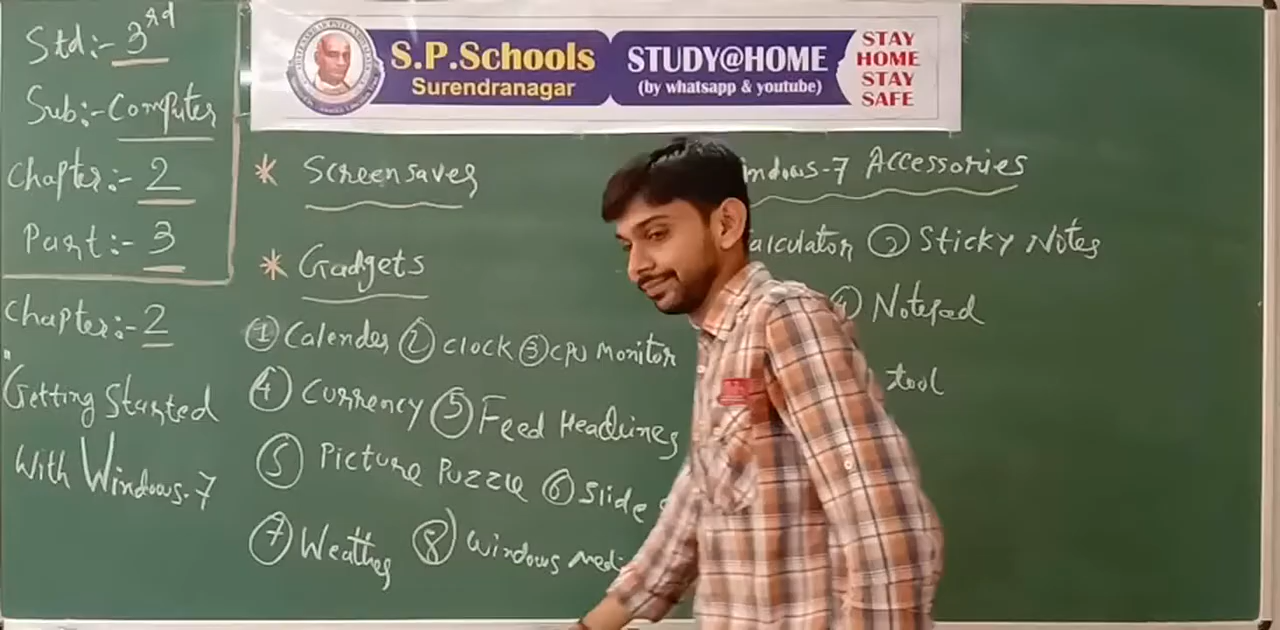 Std:- 3rd
Sub:- Computer
Chapter:- 2
Part:- 3
Chapter:- 2
Getting Started
With Windows-7
S.P.Schools
Surendranagar
STUDY@HOME
(by whatsapp & youtube)
STAY
HOME
STAY
SAFE
* Screensaver
* Gadgets
① Calender ② Clock ③ CPU Monitor
④ Currency ⑤ Feed Headlines
⑤ Picture Puzzle ⑥ Slide
⑦ Weather ⑧ Windows Medi
indows-7 Accessories
alculator ② Sticky Notes
④ Notepad
tool